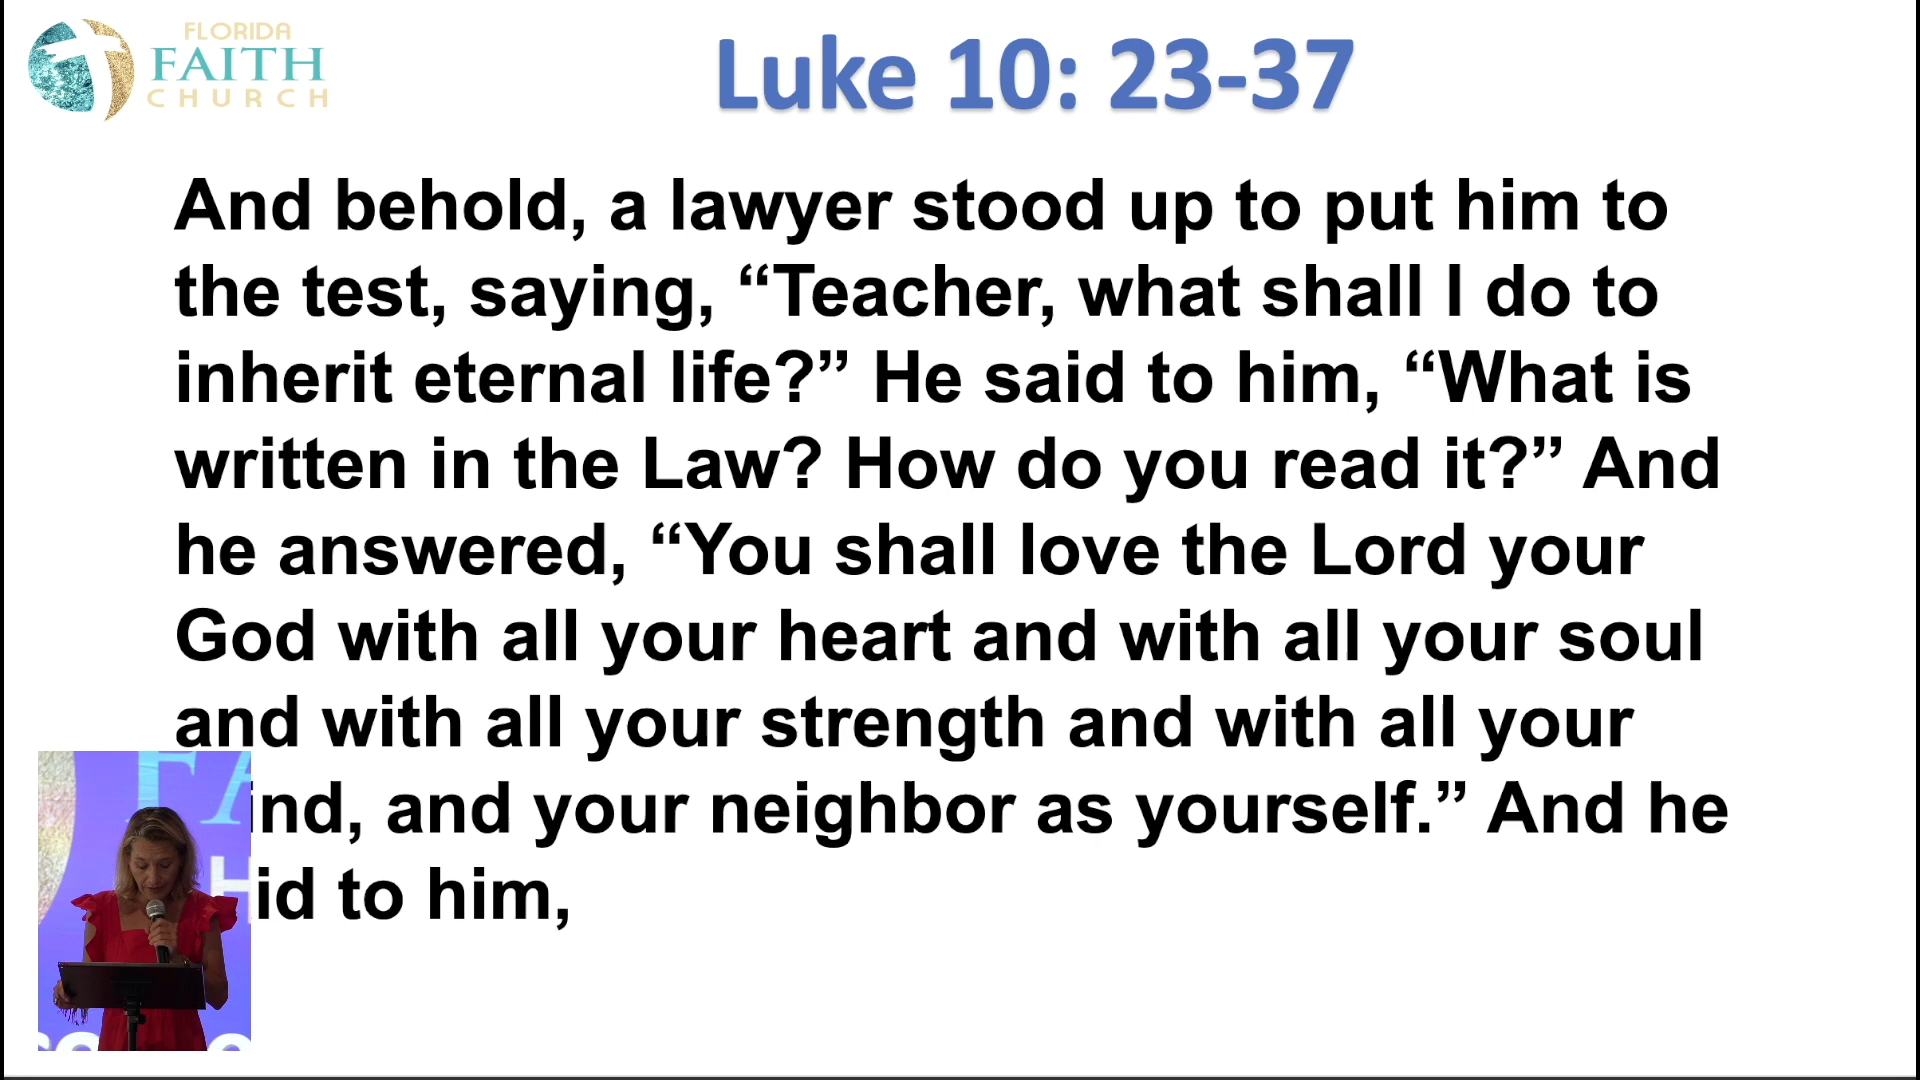 FLORIDA
FAITH
CHURCH
Luke 10: 23-37
And behold, a lawyer stood up to put him to
the test, saying, “Teacher, what shall I do to
inherit eternal life?” He said to him, “What is
written in the Law? How do you read it?” And
he answered, “You shall love the Lord your
God with all your heart and with all your soul
and with all your strength and with all your
ind, and your neighbor as yourself.” And he
id to him,
FA
H